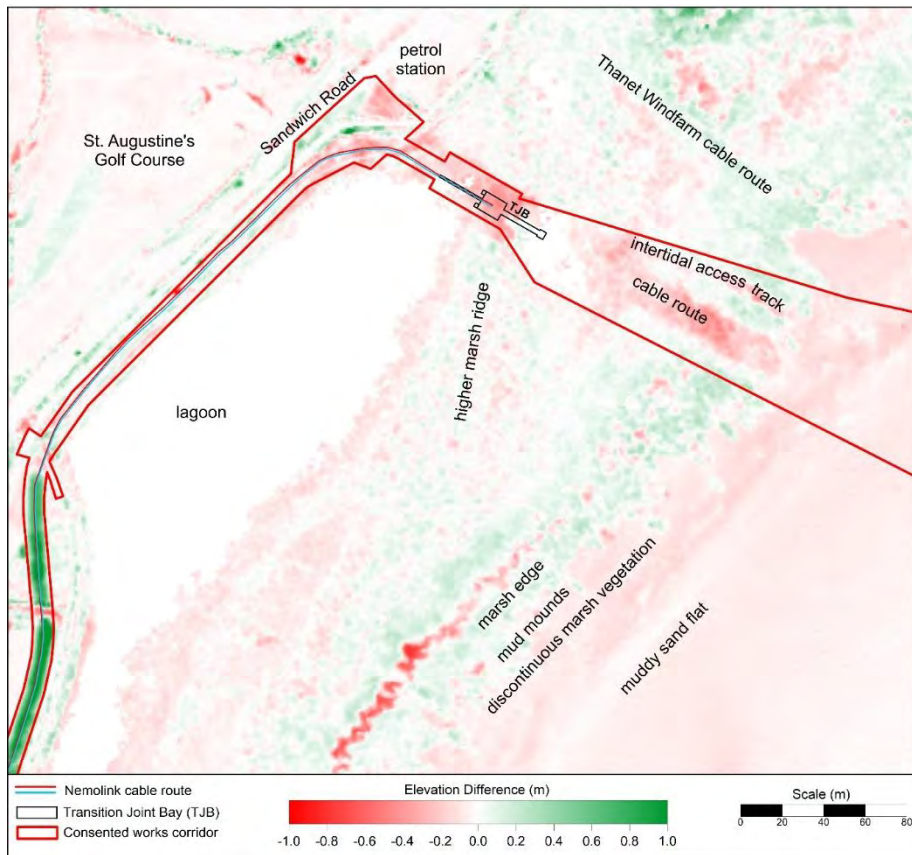 petrol
station
Sandwich Road
Thanet Windfarm cable route
St. Augustine's
Golf Course
TJB
intertidal access track
cable route
higher marsh ridge
lagoon
marsh edge
mud mounds
discontinuous marsh vegetation
muddy sand flat
Nemolink cable route
Transition Joint Bay (TJB)
Consented works corridor
Elevation Difference (m)
-1.0 -0.8 -0.6 -0.4 -0.2 0.0 0.2 0.4 0.6 0.8 1.0
Scale (m)
0 20 40 60 80